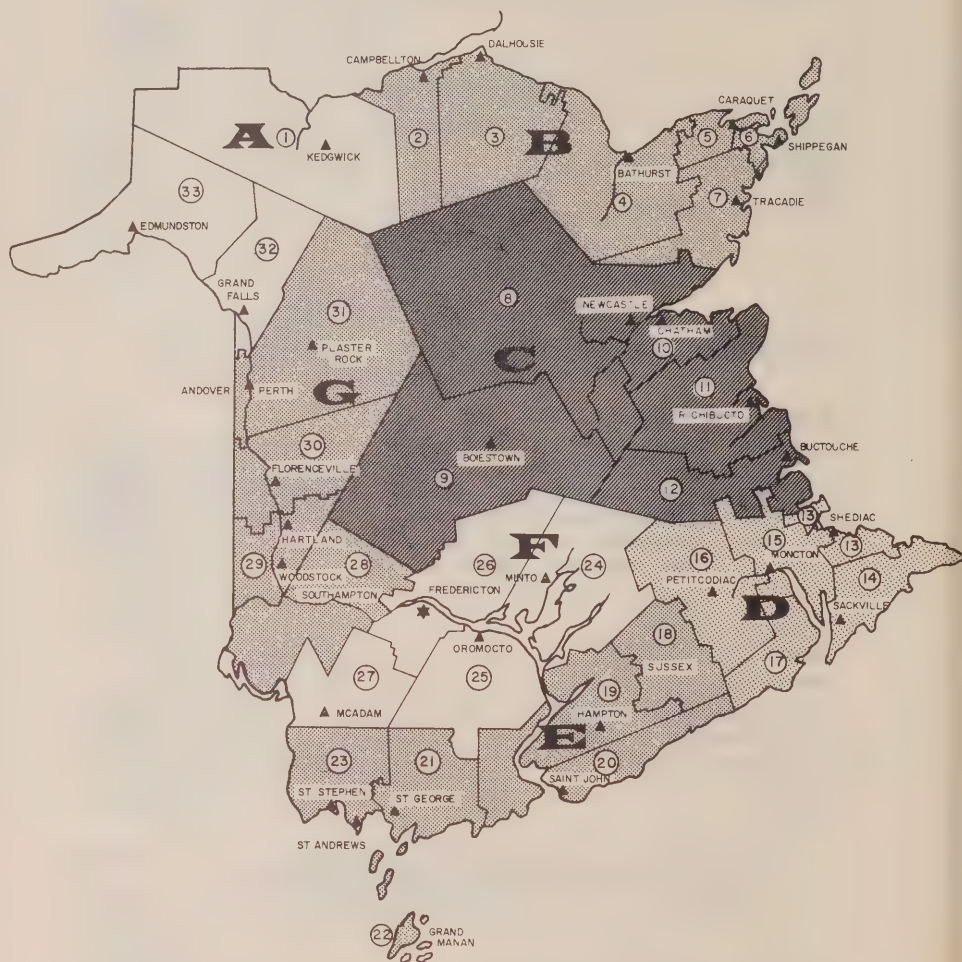 DALHOUSIE
CAMPBELLTON
CARAQUET
A
1
2
3
B
5
6
KEDGWICK
SHIPPEGAN
BATHURST
33
4
7
TRACADIE
EDMUNDSTON
32
GRAND
FALLS
8
NEWCASTLE
CHATHAM
31
10
PLASTER
ROCK
C
ANDOVER
PERTH
G
11
RICHIBUCTO
30
BOIESTOWN
BUCTOUCHE
FLORENCEVILLE
9
12
HARTLAND
13
SHEDIAC
F
15
13
29
WOODSTOCK
28
26
24
16
MONCTON
SOUTHAMPTON
FREDERICTON
MINTO
PETITCODIAC
14
D
SACKVILLE
OROMOCTO
18
SUSSEX
17
27
25
19
MCADAM
HAMPTON
E
23
21
20
ST STEPHEN
ST GEORGE
SAINT JOHN
ST ANDREWS
22
GRAND
MANAN